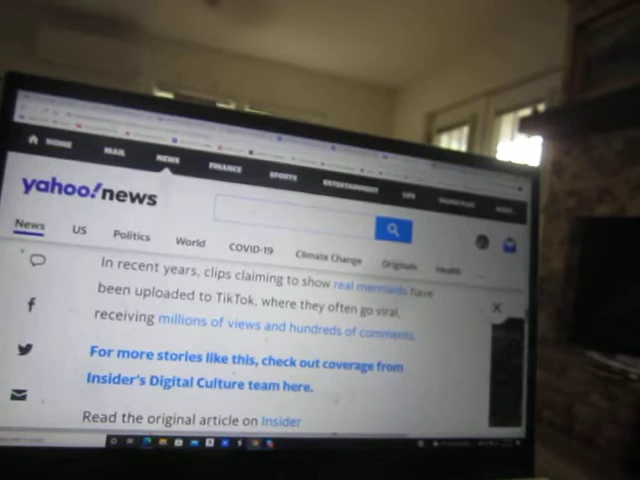 HOME MAIL NEWS FINANCE SPORTS ENTERTAINMENT LIFE
yahoo!news
News US Politics World COVID-19 Climate Change Originals Health
In recent years, clips claiming to show real mermaids have
been uploaded to TikTok, where they often go viral,
receiving millions of views and hundreds of comments.
For more stories like this, check out coverage from
Insider's Digital Culture team here.
Read the original article on Insider